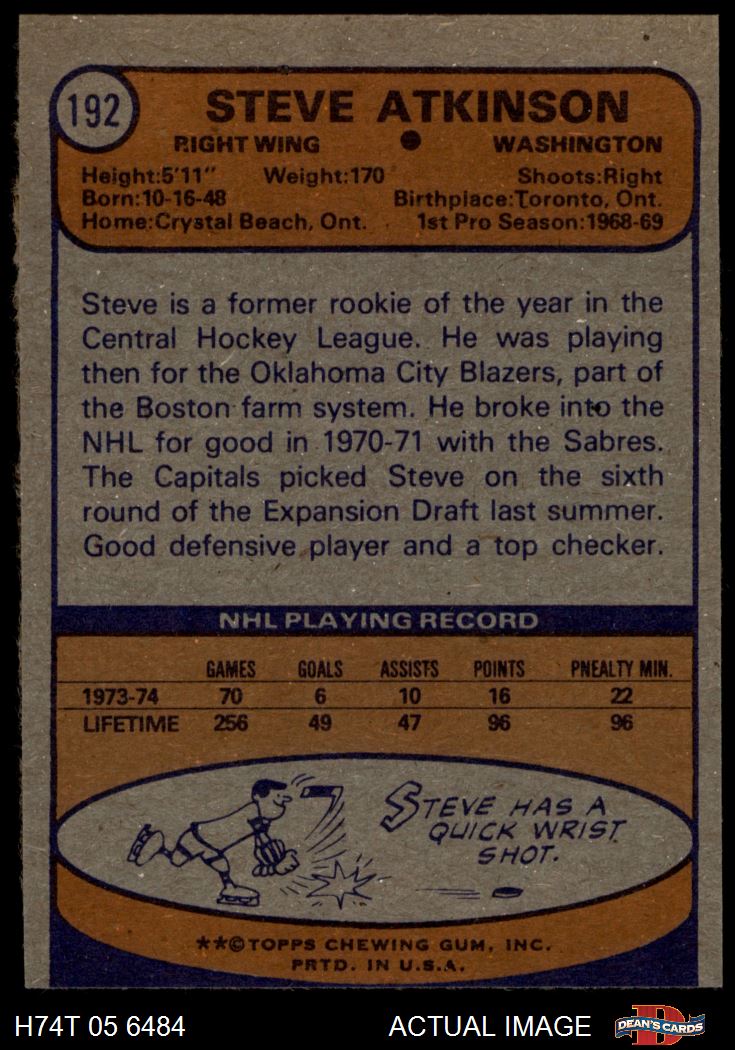 192
STEVE ATKINSON
RIGHT WING • WASHINGTON
Height:5'11" Weight:170 Shoots:Right
Born:10-16-48 Birthplace:Toronto, Ont.
Home:Crystal Beach, Ont. 1st Pro Season:1968-69
Steve is a former rookie of the year in the
Central Hockey League. He was playing
then for the Oklahoma City Blazers, part of
the Boston farm system. He broke into the
NHL for good in 1970-71 with the Sabres.
The Capitals picked Steve on the sixth
round of the Expansion Draft last summer.
Good defensive player and a top checker.
NHL PLAYING RECORD
GAMES GOALS ASSISTS POINTS PNEALTY MIN.
1973-74 70 6 10 16 22
LIFETIME 256 49 47 96 96
STEVE HAS A
QUICK WRIST
SHOT.
**©TOPPS CHEWING GUM, INC.
PRTD. IN U.S.A.
H74T 05 6484 ACTUAL IMAGE D DEAN'S CARDS